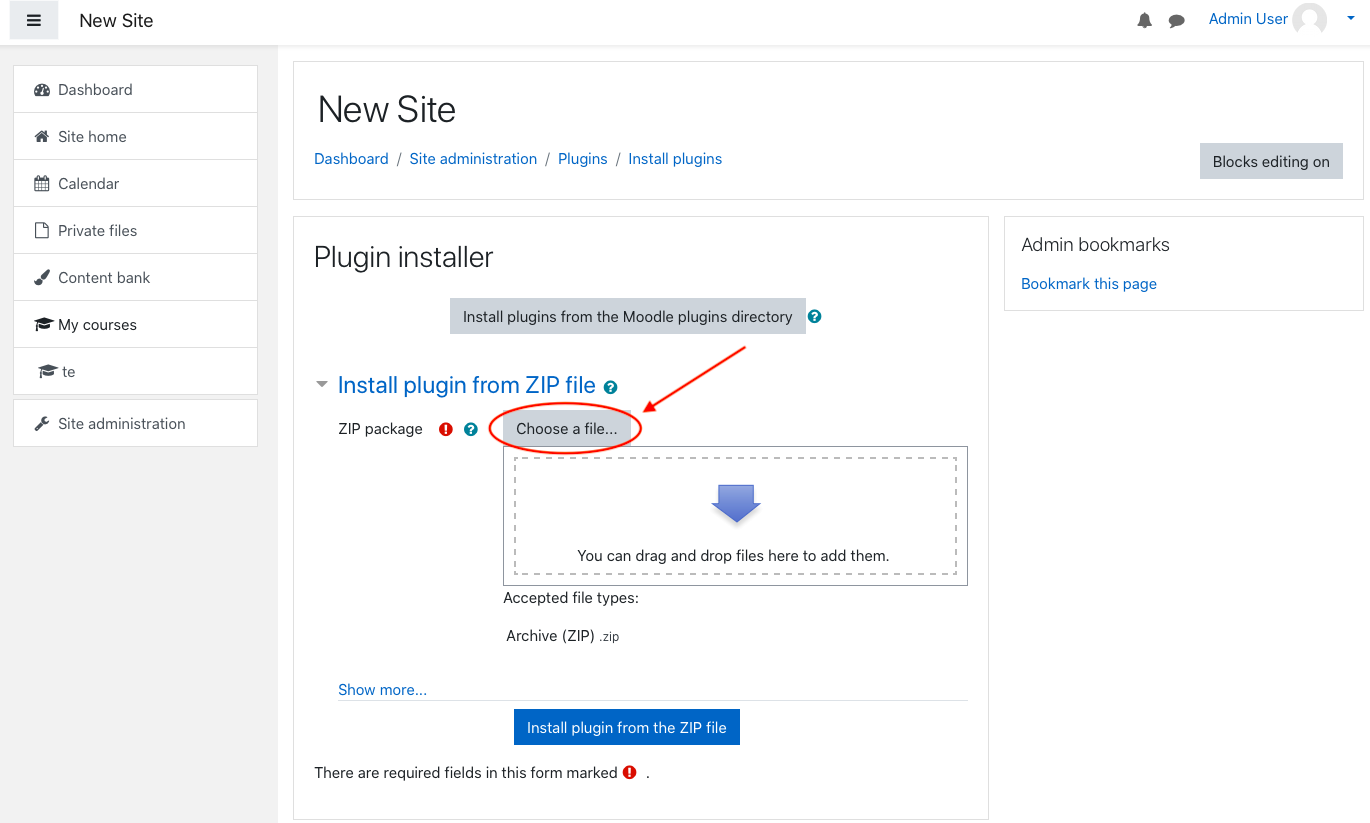 New Site
Admin User
Dashboard
Site home
Calendar
Private files
Content bank
My courses
te
Site administration
New Site
Dashboard / Site administration / Plugins / Install plugins
Blocks editing on
Plugin installer
Install plugins from the Moodle plugins directory
Install plugin from ZIP file
ZIP package
Choose a file...
You can drag and drop files here to add them.
Accepted file types:
Archive (ZIP) .zip
Show more...
Install plugin from the ZIP file
There are required fields in this form marked .
Admin bookmarks
Bookmark this page